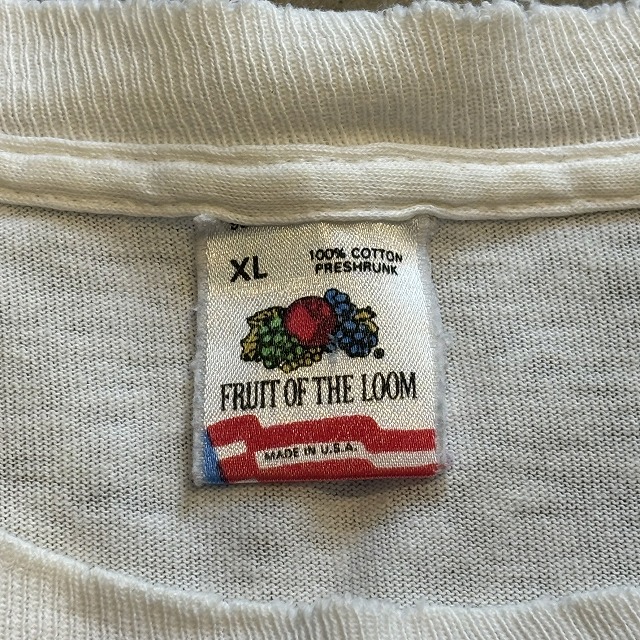 XL
100% COTTON
PRESHRUNK
®
FRUIT OF THE LOOM
MADE IN U.S.A.